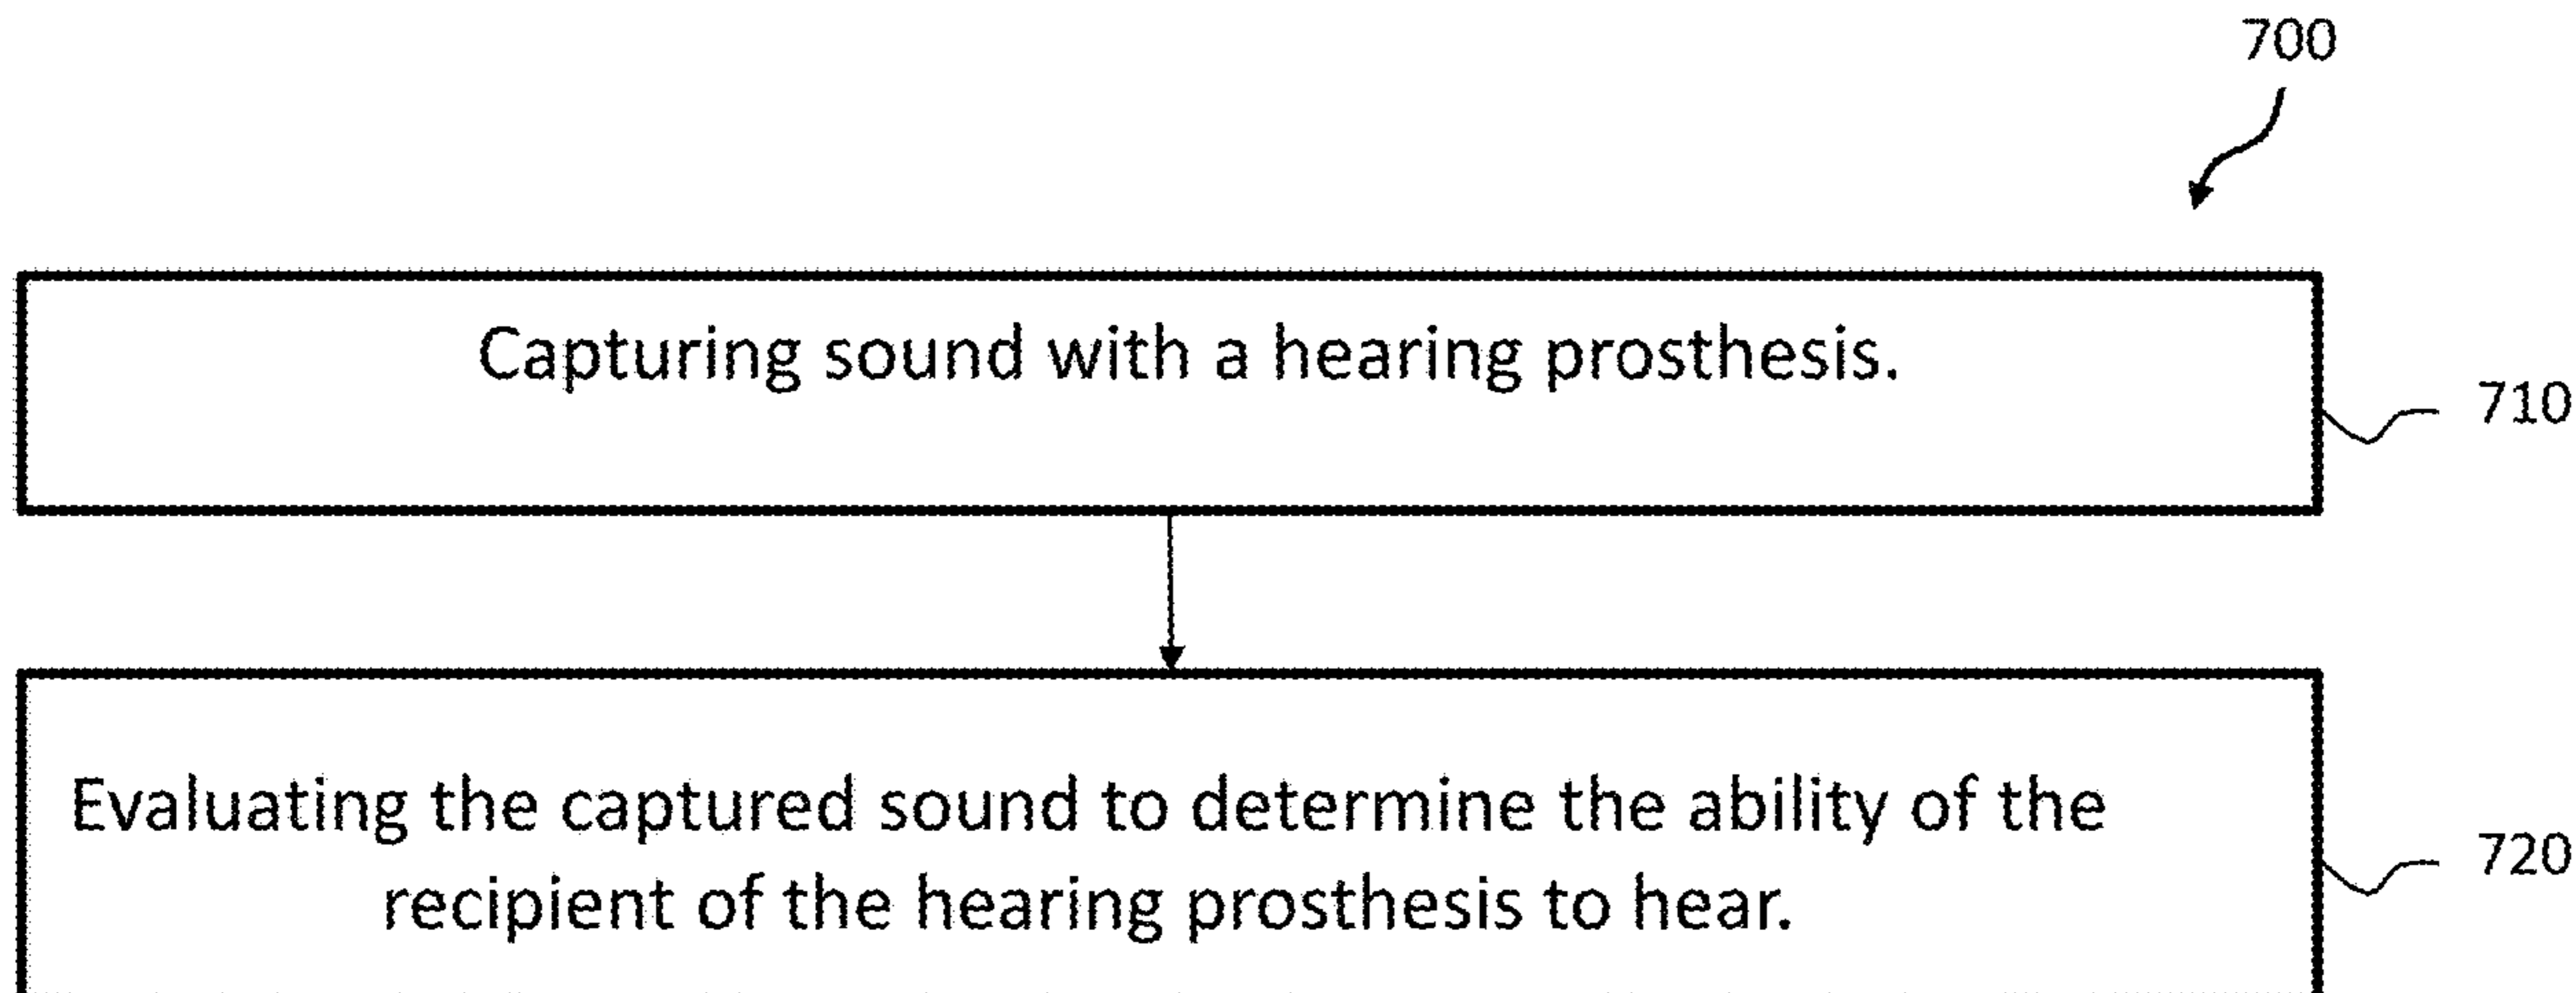 700
Capturing sound with a hearing prosthesis.
710
Evaluating the captured sound to determine the ability of the
recipient of the hearing prosthesis to hear.
720